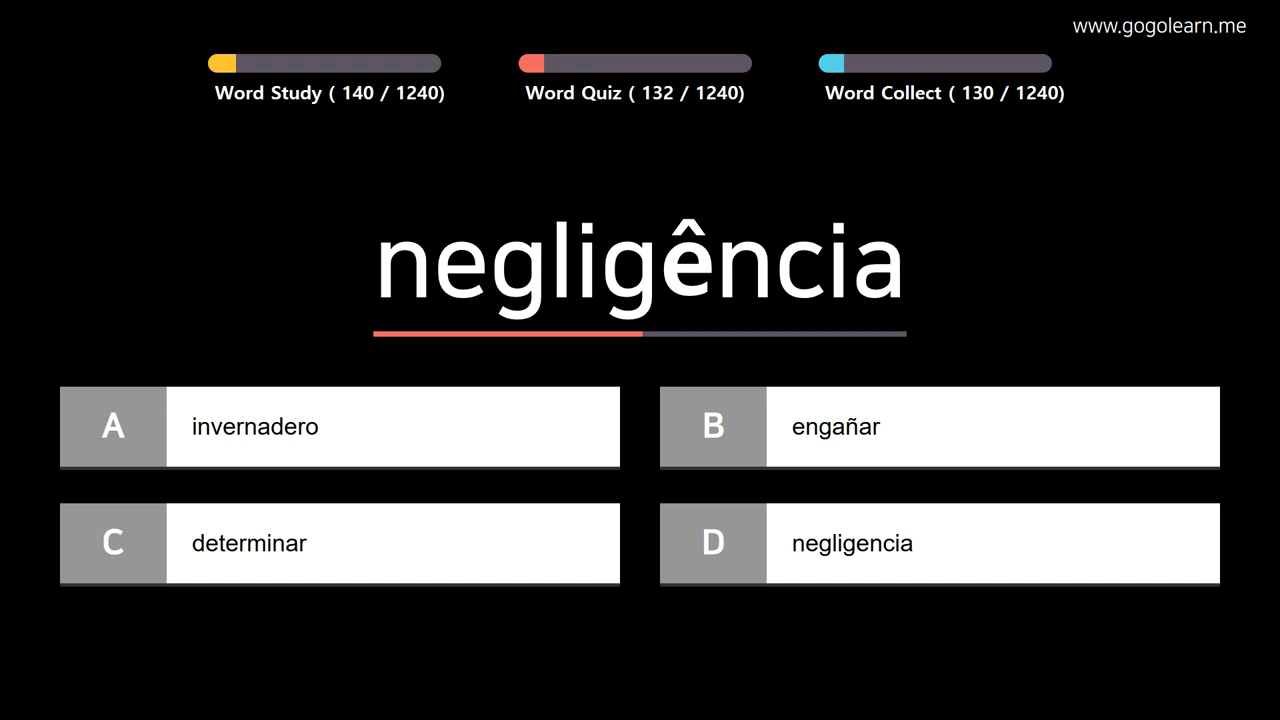 www.gogolearn.me
Word Study ( 140 / 1240)
Word Quiz ( 132 / 1240)
Word Collect ( 130 / 1240)
negligência
A
invernadero
B
engañar
C
determinar
D
negligencia